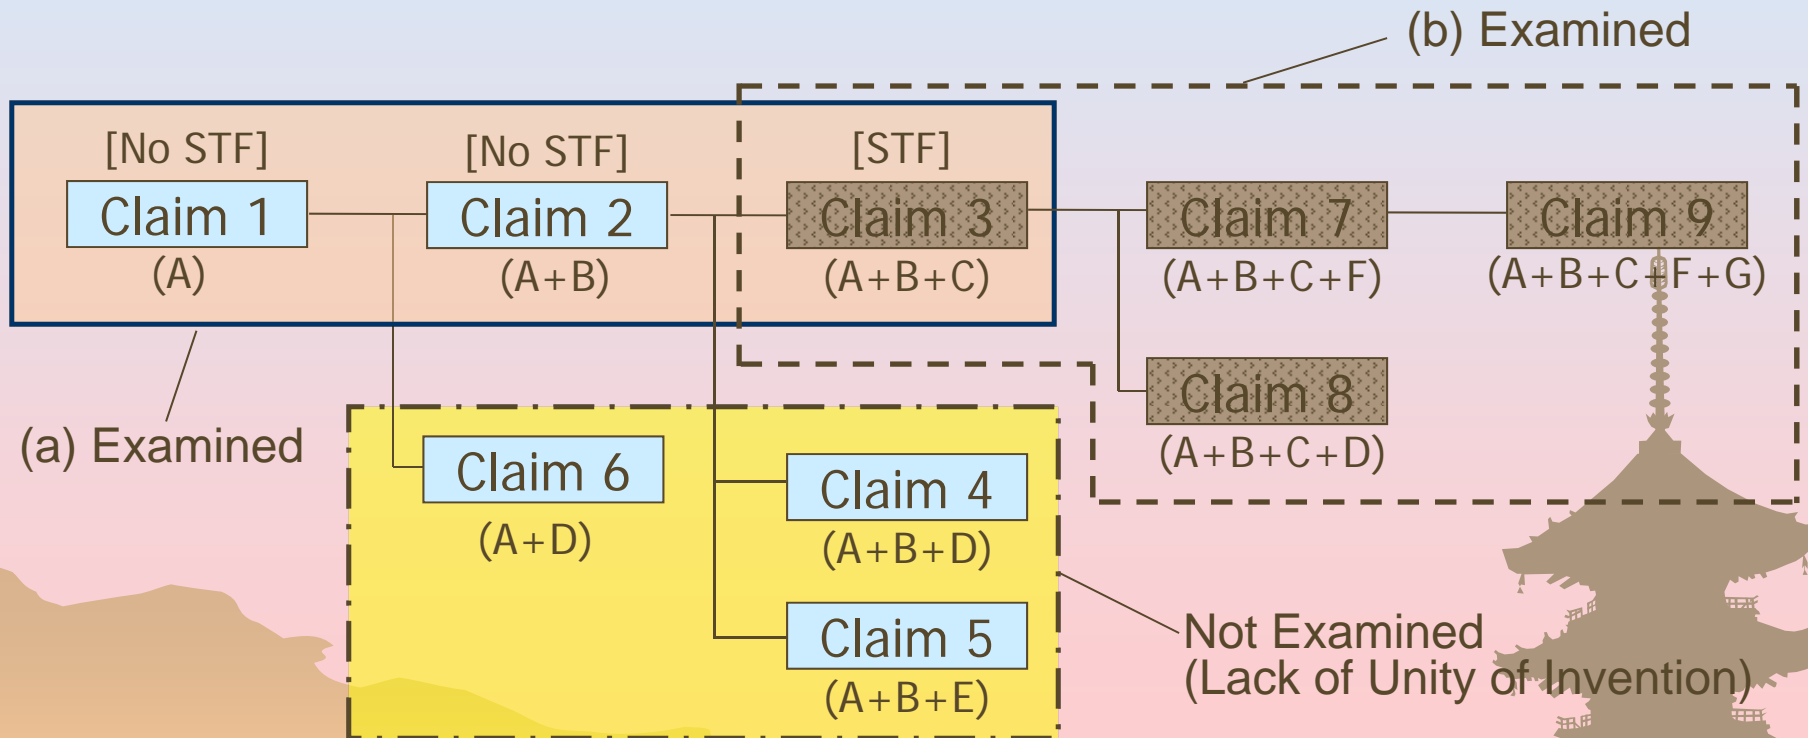 (b) Examined
[No STF]
[No STF]
[STF]
Claim 1
Claim 2
Claim 3
Claim 7
Claim 9
(A)
(A+B)
(A+B+C)
(A+B+C+F)
(A+B+C+F+G)
Claim 8
(A+B+C+D)
(a) Examined
Claim 6
(A+D)
Claim 4
(A+B+D)
Claim 5
(A+B+E)
Not Examined
(Lack of Unity of Invention)